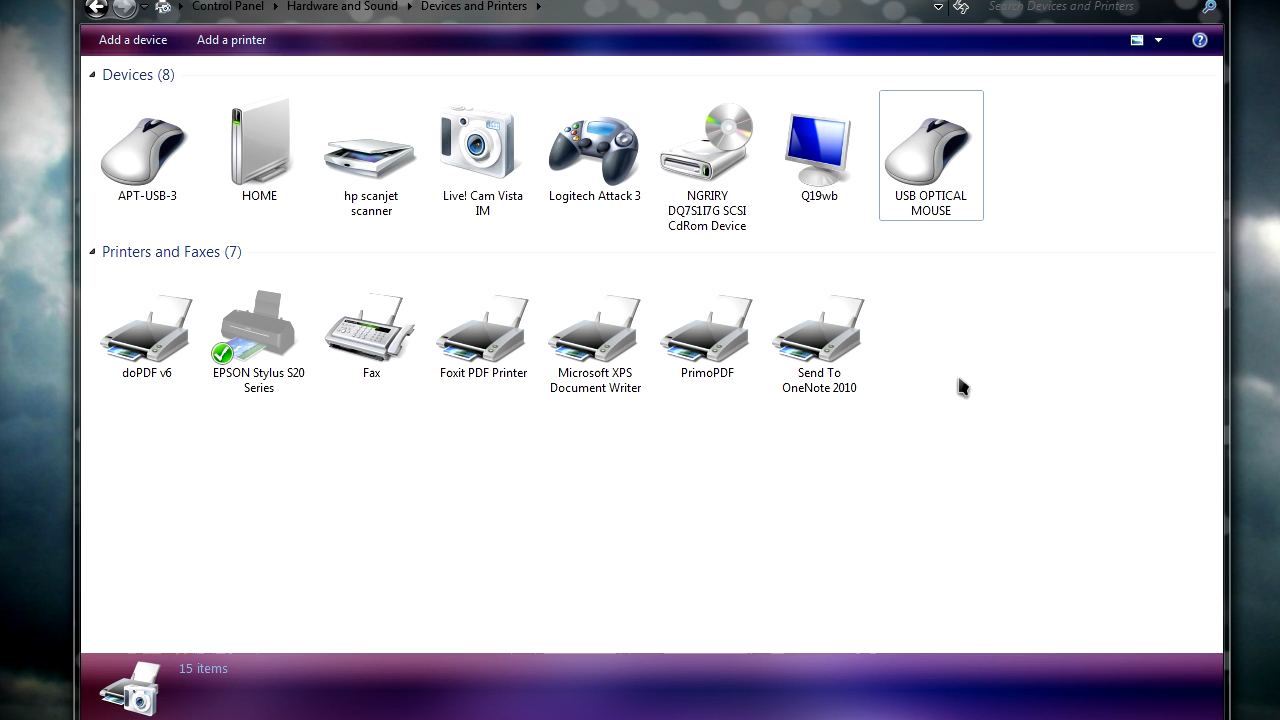 Control Panel Hardware and Sound Devices and Printers Search Devices and Printers
Add a device Add a printer
Devices (8)
APT-USB-3 HOME hp scanjet Live! Cam Vista Logitech Attack 3 NGRIRY Q19wb USB OPTICAL
scanner IM DQ7S1I7G SCSI MOUSE
CdRom Device
Printers and Faxes (7)
doPDF v6 EPSON Stylus S20 Fax Foxit PDF Printer Microsoft XPS PrimoPDF Send To
Series Document Writer OneNote 2010
15 items